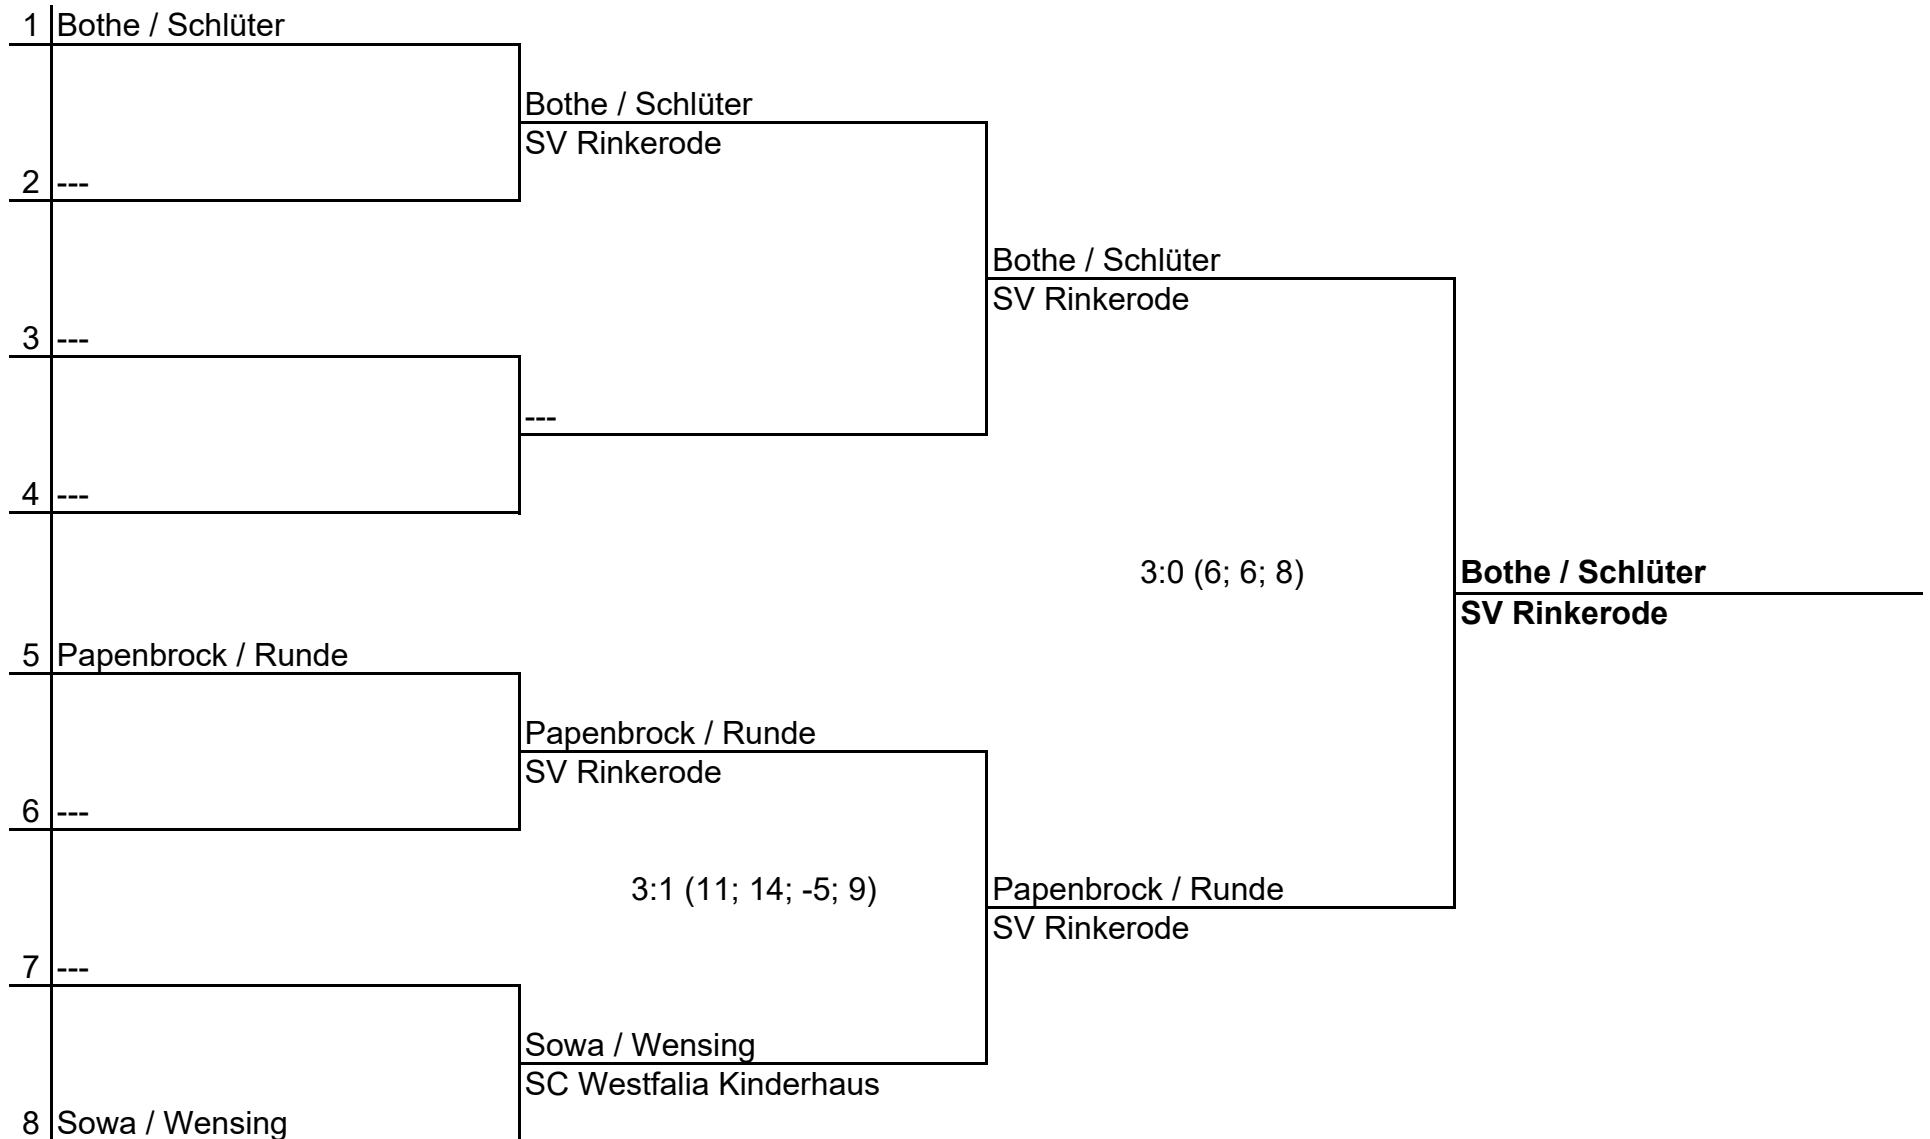 1 Bothe / Schlüter
Bothe / Schlüter
SV Rinkerode
2 ---
Bothe / Schlüter
SV Rinkerode
3 ---
---
4 ---
3:0 (6; 6; 8)
Bothe / Schlüter
SV Rinkerode
5 Papenbrock / Runde
Papenbrock / Runde
SV Rinkerode
6 ---
3:1 (11; 14; -5; 9)
Papenbrock / Runde
SV Rinkerode
7 ---
Sowa / Wensing
SC Westfalia Kinderhaus
8 Sowa / Wensing